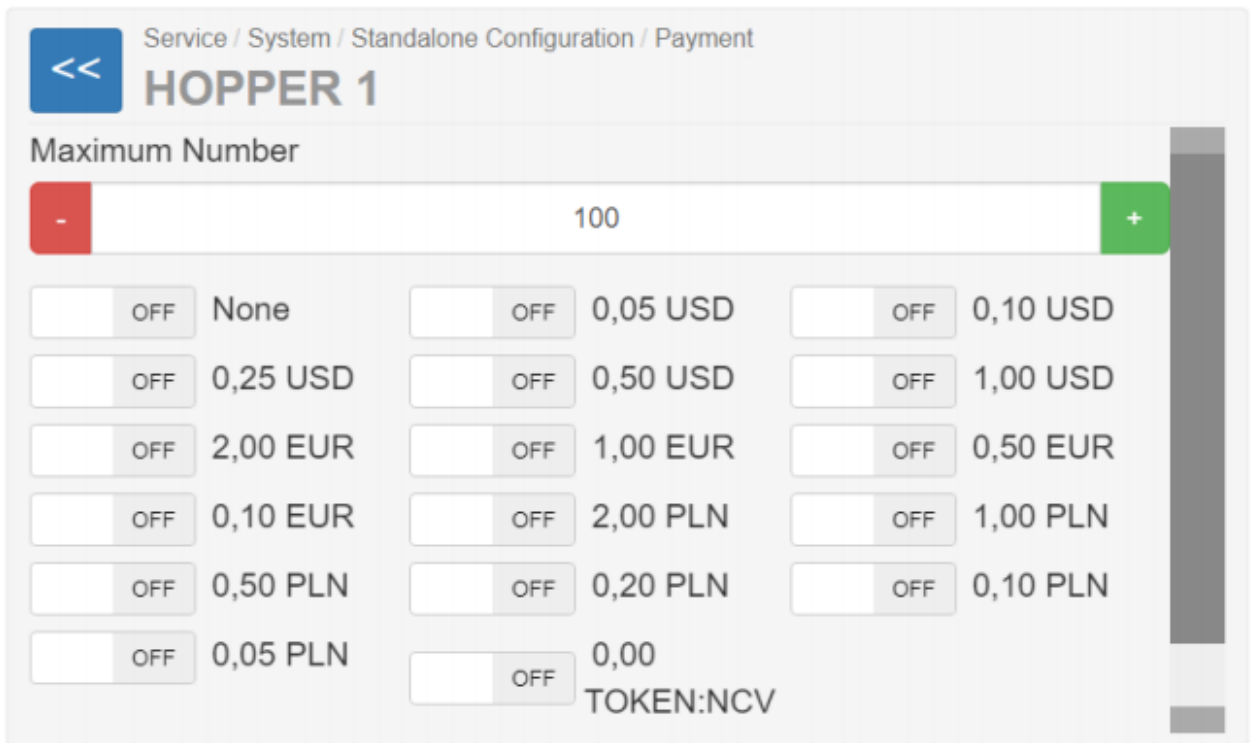 <<
Service / System / Standalone Configuration / Payment
HOPPER 1
Maximum Number
- 100 +
OFF None OFF 0,05 USD OFF 0,10 USD
OFF 0,25 USD OFF 0,50 USD OFF 1,00 USD
OFF 2,00 EUR OFF 1,00 EUR OFF 0,50 EUR
OFF 0,10 EUR OFF 2,00 PLN OFF 1,00 PLN
OFF 0,50 PLN OFF 0,20 PLN OFF 0,10 PLN
OFF 0,05 PLN OFF 0,00
TOKEN:NCV